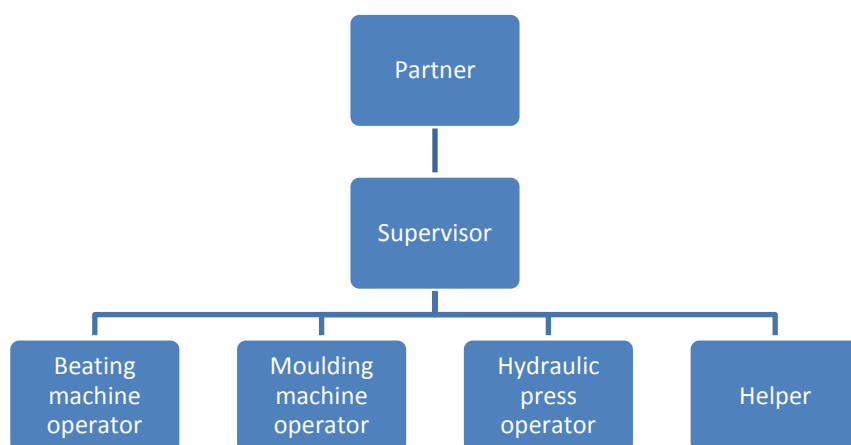 Partner
Supervisor
Beating
machine
operator
Moulding
machine
operator
Hydraulic
press
operator
Helper